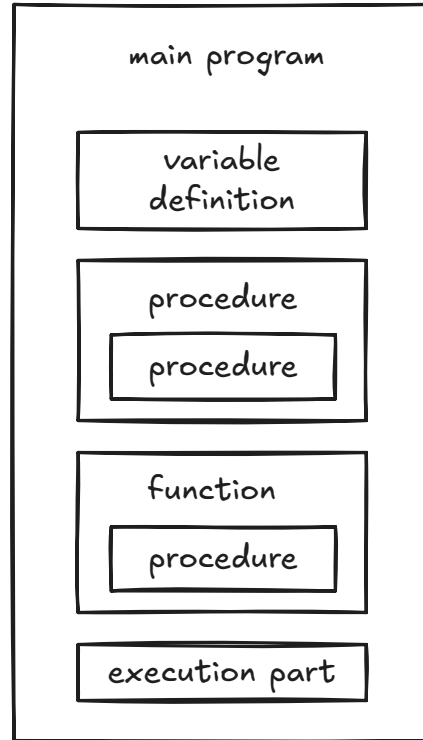 main program
variable
definition
procedure
procedure
function
procedure
execution part